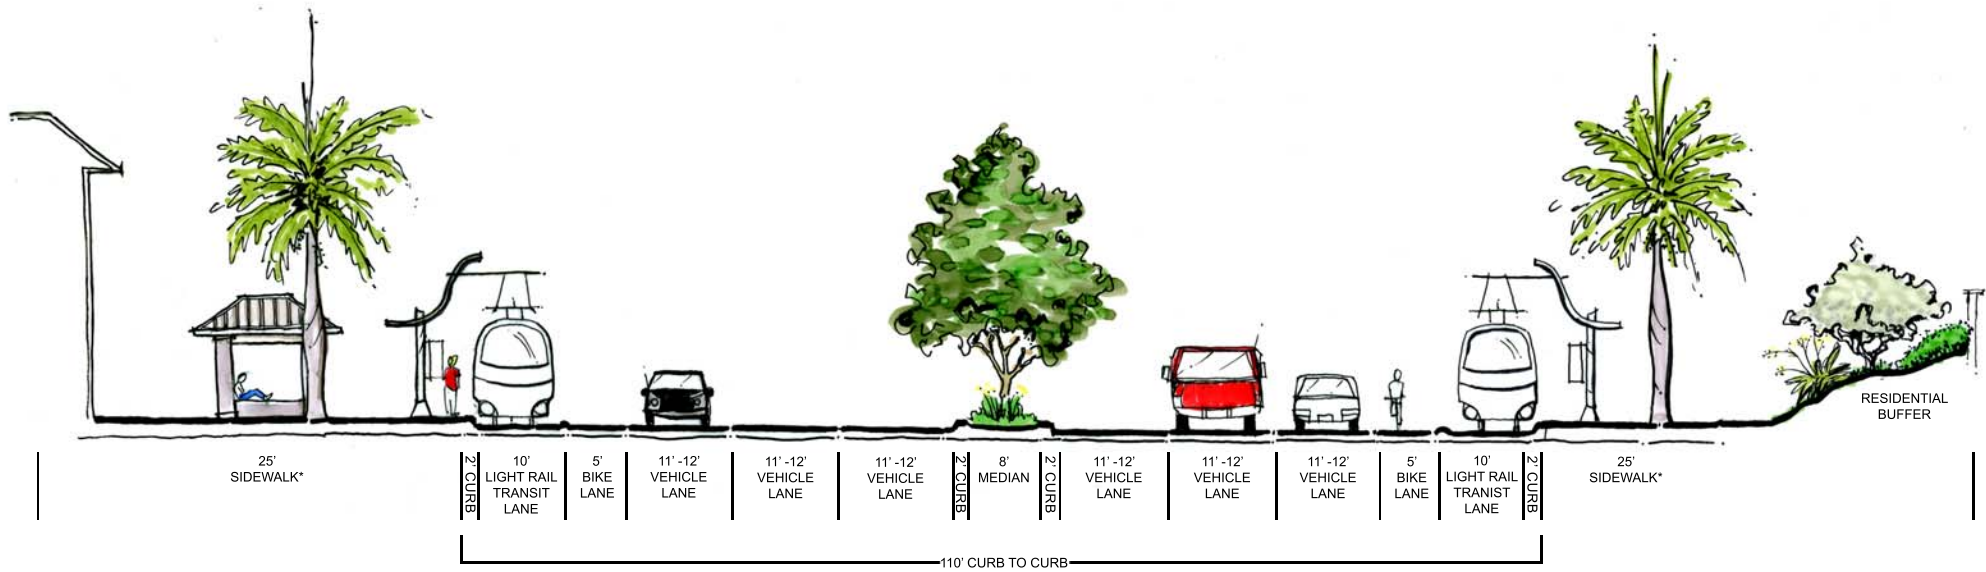 25'
SIDEWALK*
2' CURB
10'
LIGHT RAIL
TRANSIT
LANE
5'
BIKE
LANE
11' -12'
VEHICLE
LANE
11' -12'
VEHICLE
LANE
11' -12'
VEHICLE
LANE
2' CURB
8'
MEDIAN
2' CURB
11' -12'
VEHICLE
LANE
11' -12'
VEHICLE
LANE
11' -12'
VEHICLE
LANE
5'
BIKE
LANE
10'
LIGHT RAIL
TRANIST
LANE
2' CURB
25'
SIDEWALK*
RESIDENTIAL
BUFFER
110' CURB TO CURB